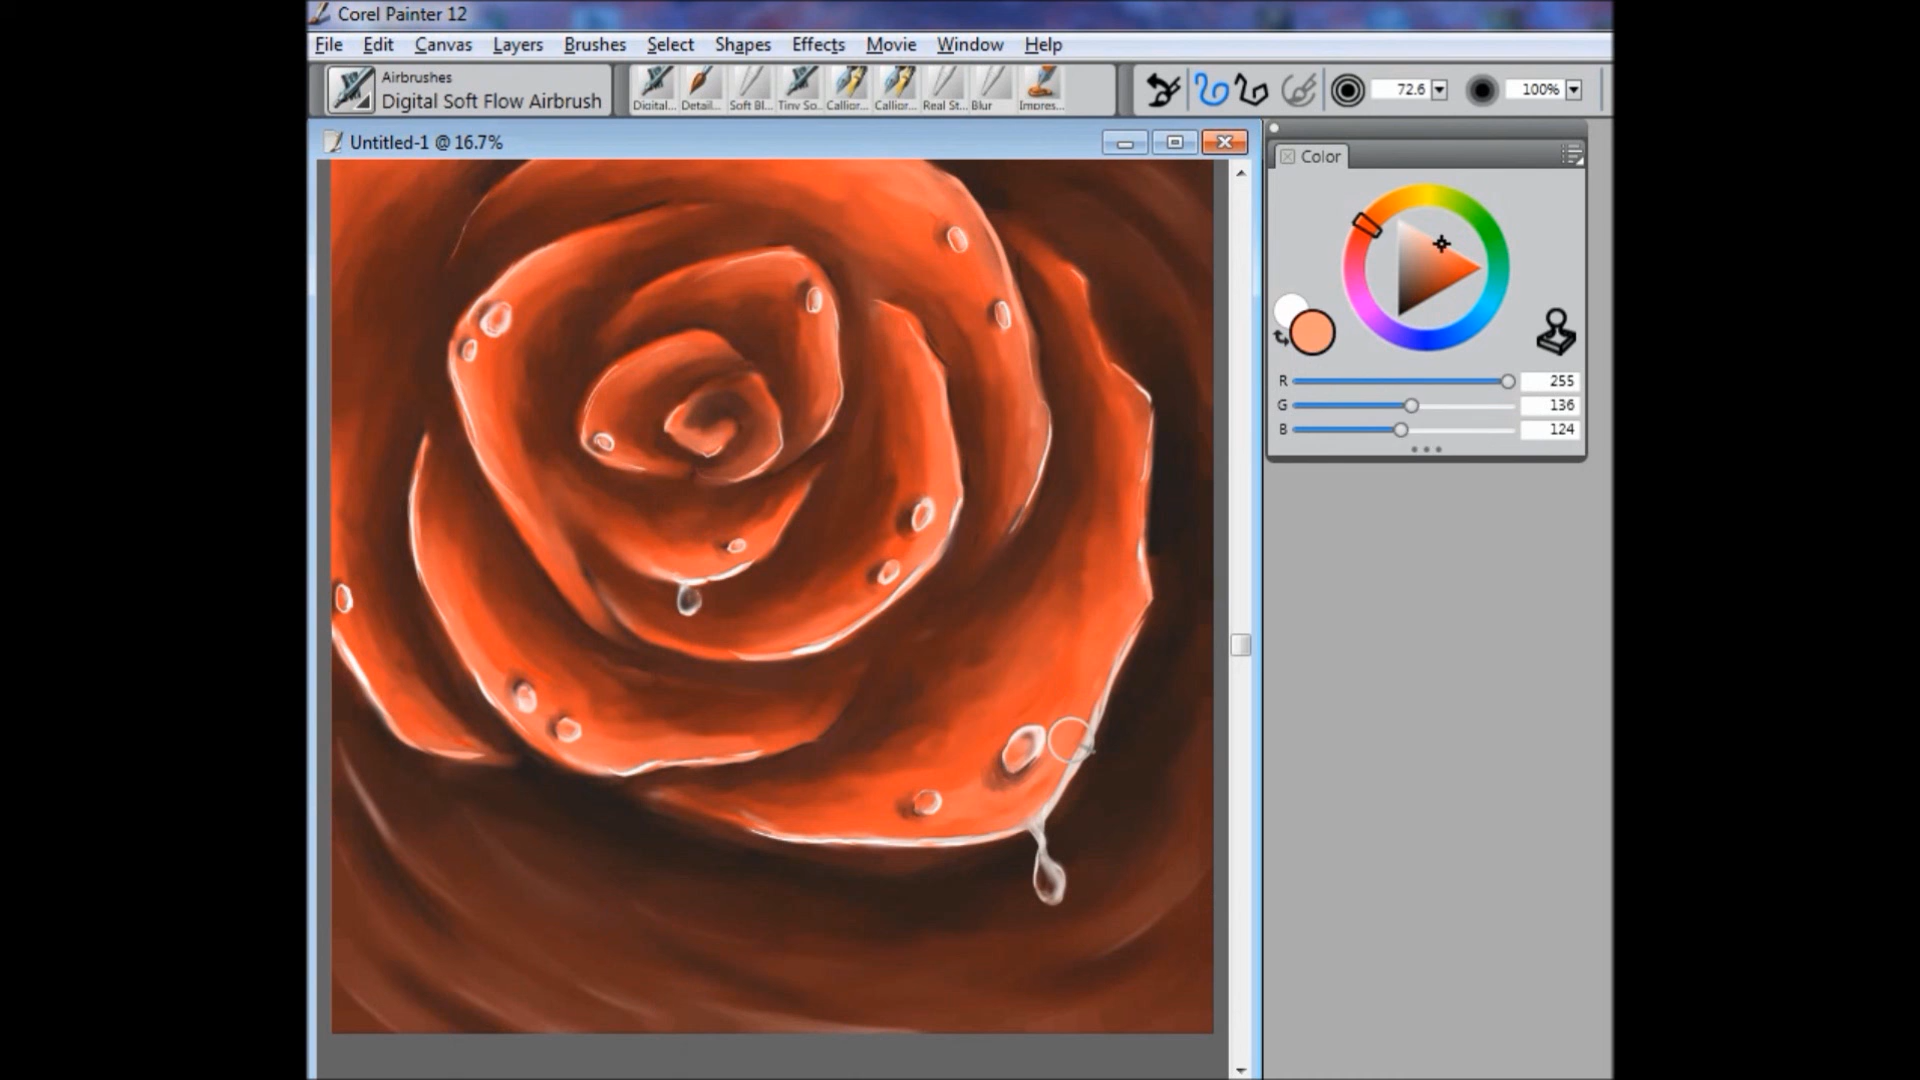 Corel Painter 12
File Edit Canvas Layers Brushes Select Shapes Effects Movie Window Help
Airbrushes
Digital Soft Flow Airbrush
Digital... Detail... Soft Bl... Tiny So... Calligr... Calligr... Real St... Blur Impres...
72.6 100%
Untitled-1 @ 16.7%
Color
R 255
G 136
B 124